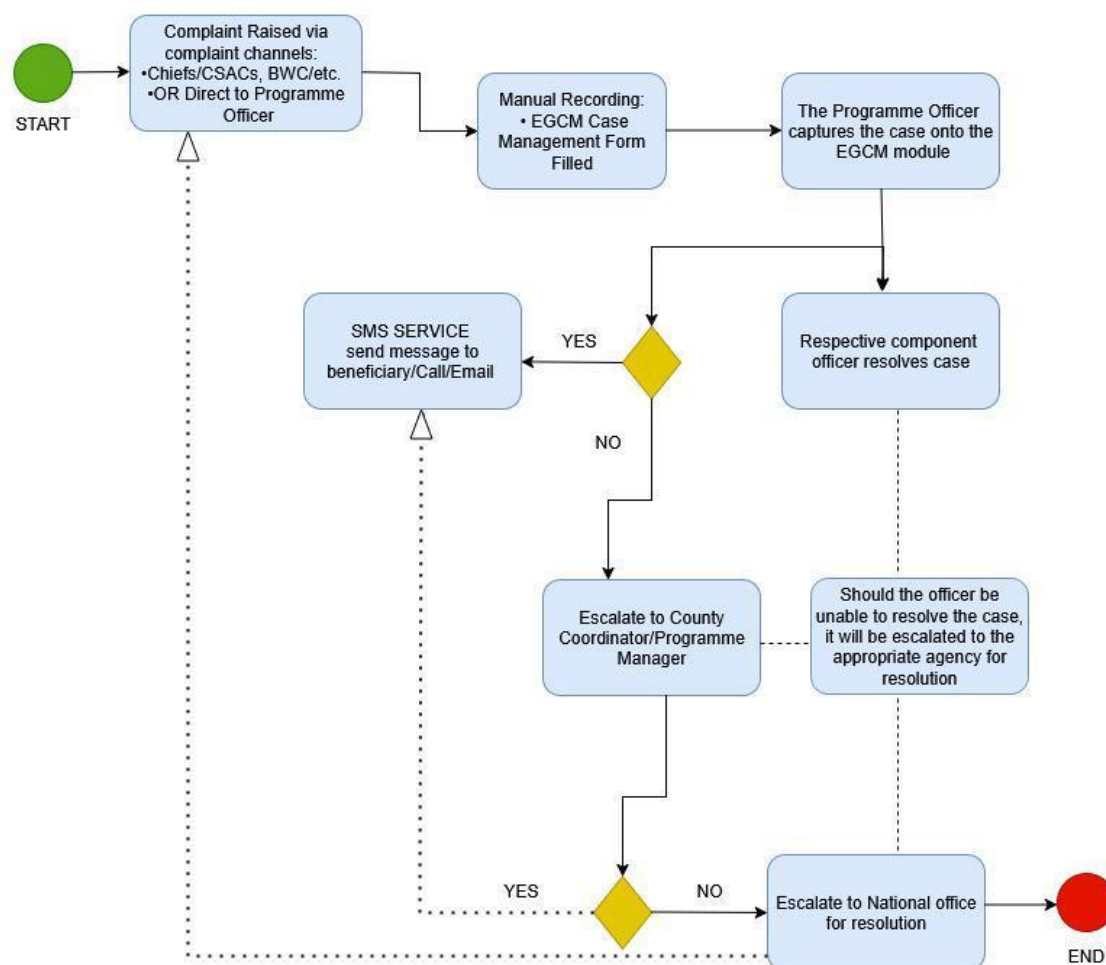 Complaint Raised via
complaint channels:
•Chiefs/CSACs, BWC/etc.
•OR Direct to Programme
Officer
START
Manual Recording:
• EGCM Case
Management Form
Filled
The Programme Officer
captures the case onto the
EGCM module
SMS SERVICE
send message to
beneficiary/Call/Email
YES
NO
Respective component
officer resolves case
Escalate to County
Coordinator/Programme
Manager
Should the officer be
unable to resolve the case,
it will be escalated to the
appropriate agency for
resolution
YES
NO
Escalate to National office
for resolution
END